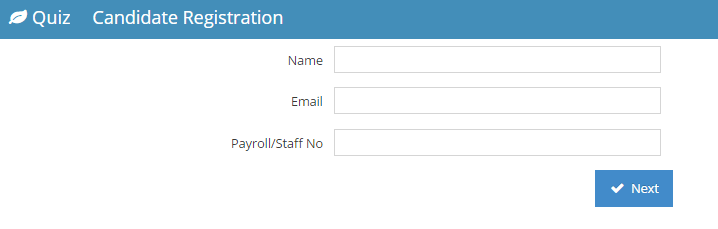 Quiz Candidate Registration
Name
Email
Payroll/Staff No
Next